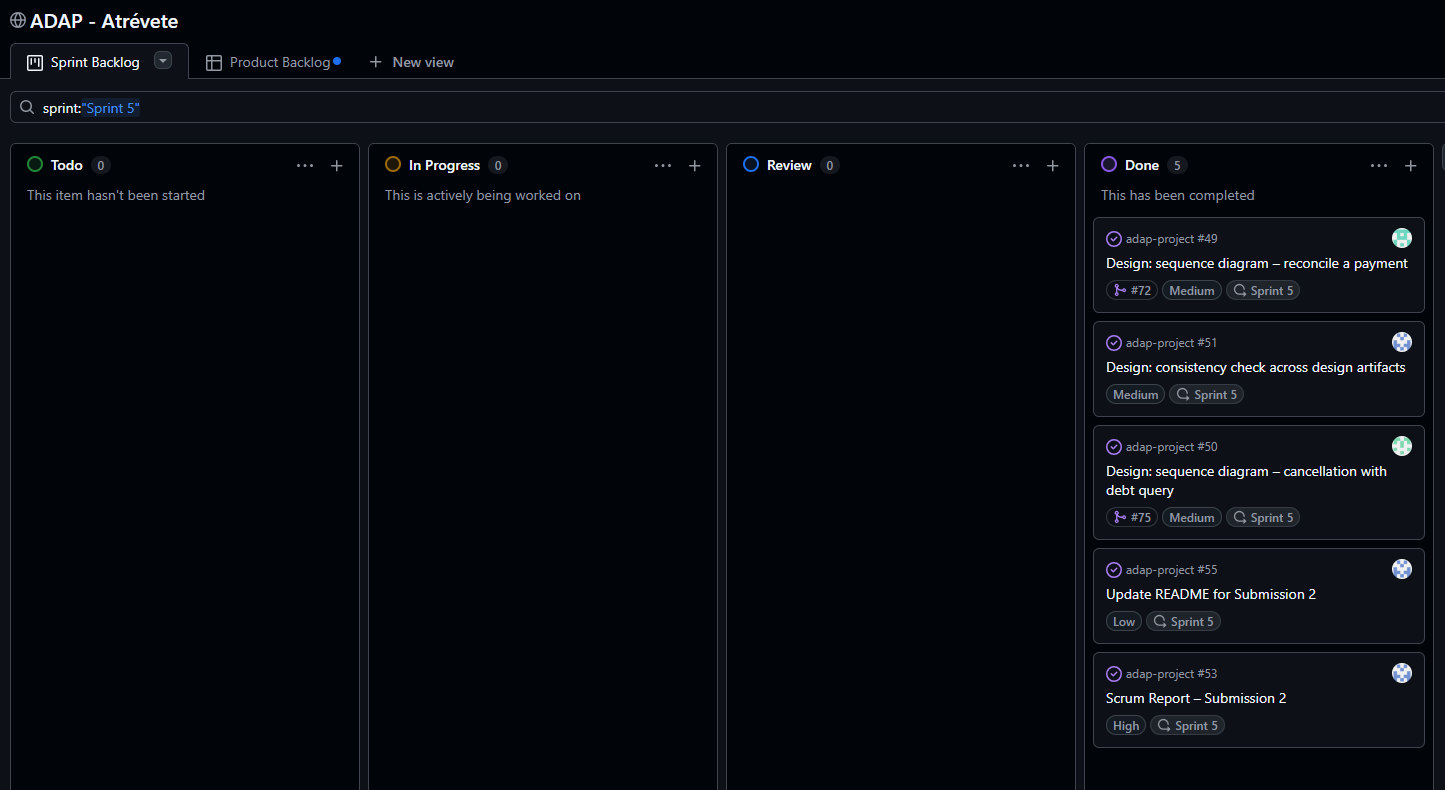 ADAP - Atrévete
Sprint Backlog
Product Backlog
New view
sprint:"Sprint 5"
Todo 0
This item hasn't been started
In Progress 0
This is actively being worked on
Review 0
Done 5
This has been completed
adap-project #49
Design: sequence diagram – reconcile a payment
#72 Medium Sprint 5
adap-project #51
Design: consistency check across design artifacts
Medium Sprint 5
adap-project #50
Design: sequence diagram – cancellation with
debt query
#75 Medium Sprint 5
adap-project #55
Update README for Submission 2
Low Sprint 5
adap-project #53
Scrum Report – Submission 2
High Sprint 5